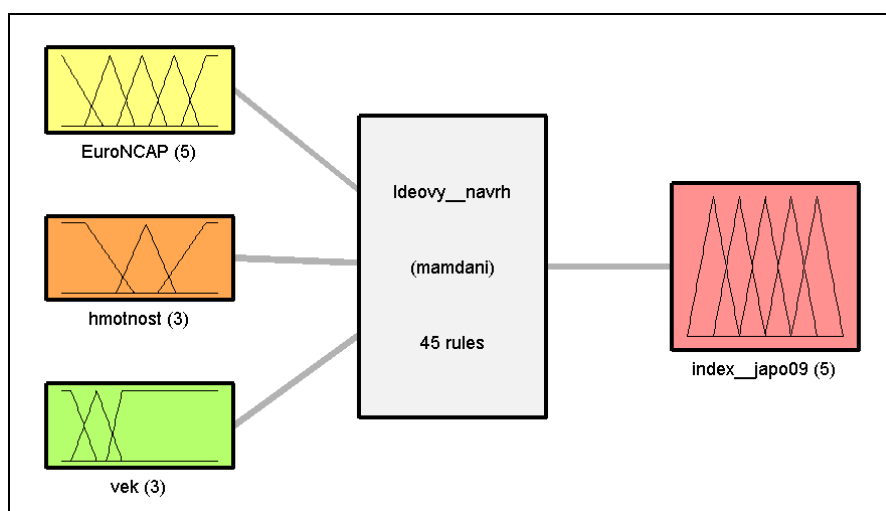 EuroNCAP (5)
hmotnost (3)
vek (3)
Ideovy__navrh
(mamdani)
45 rules
index__japo09 (5)